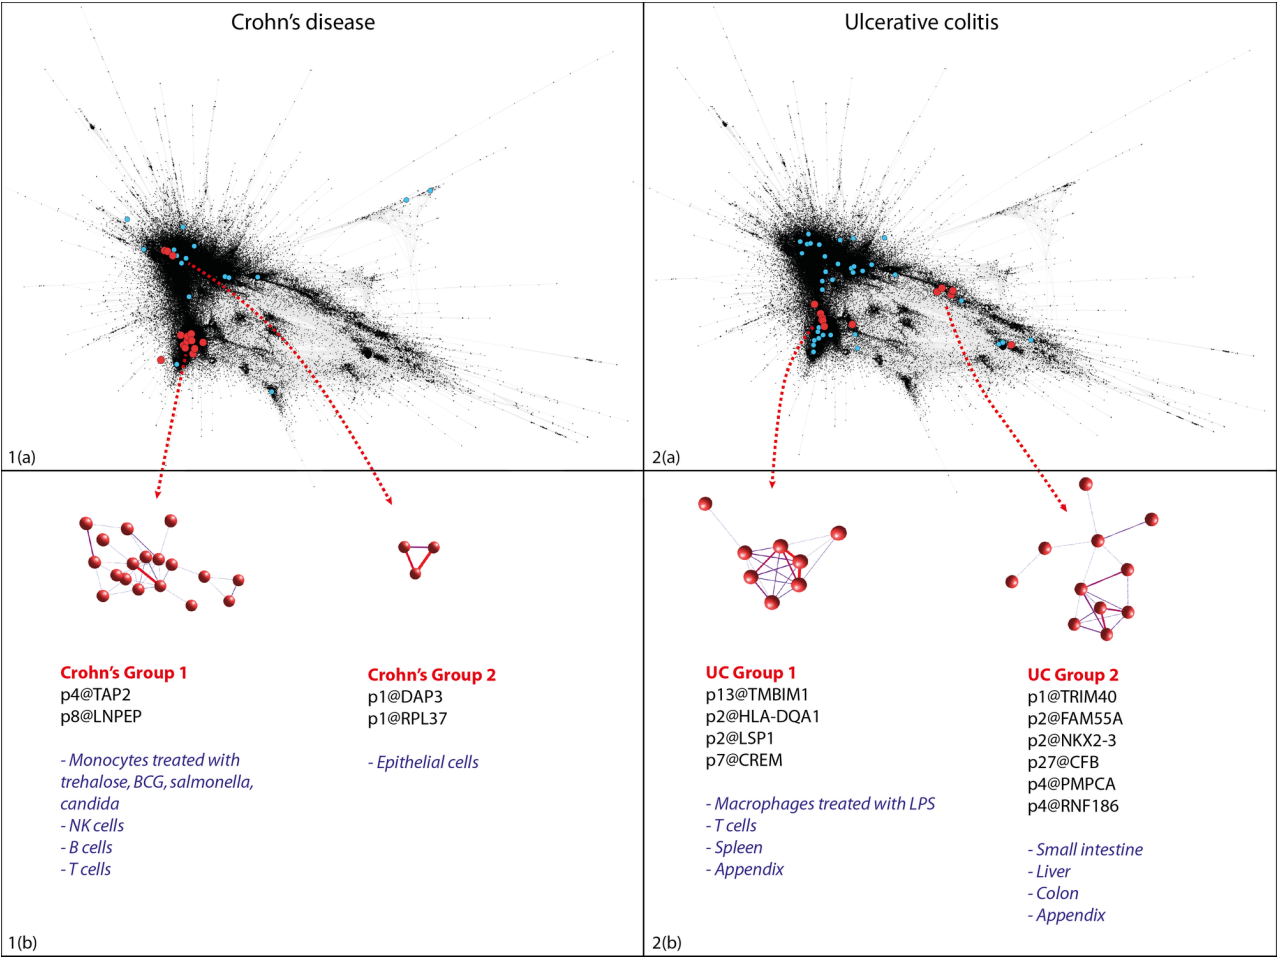 Crohn's disease
1(a)
Ulcerative colitis
2(a)
Crohn's Group 1
p4@TAP2
p8@LNPEP
- Monocytes treated with
trehalose, BCG, salmonella,
candida
- NK cells
- B cells
- T cells
Crohn's Group 2
p1@DAP3
p1@RPL37
- Epithelial cells
1(b)
UC Group 1
p13@TMBIM1
p2@HLA-DQA1
p2@LSP1
p7@CREM
- Macrophages treated with LPS
- T cells
- Spleen
- Appendix
UC Group 2
p1@TRIM40
p2@FAM55A
p2@NKX2-3
p27@CFB
p4@PMPCA
p4@RNF186
- Small intestine
- Liver
- Colon
- Appendix
2(b)